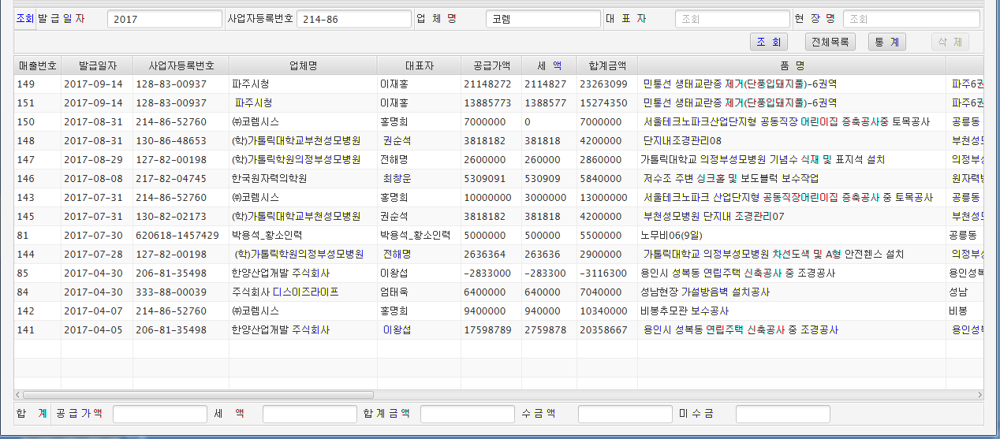 조회 발 급 일 자 2017 사업자등록번호 214-86 업 체 명 코렘 대 표 자 조회 현 장 명 조회
조 회 전체목록 통 계 삭 제
매출번호 발급일자 사업자등록번호 업체명 대표자 공급가액 세 액 합계금액 품 명
149 2017-09-14 128-83-00937 파주시청 이재홍 21148272 2114827 23263099 민통선 생태교란종 제거(단풍입돼지풀)-6권역 파주6권
151 2017-09-14 128-83-00937 파주시청 이재홍 13885773 1388577 15274350 민통선 생태교란종 제거(단풍입돼지풀)-6권역 파주6권
150 2017-08-31 214-86-52760 ㈜코렘시스 홍명희 7000000 0 7000000 서울테크노파크산업단지형 공동직장 어린이집 증축공사중 토목공사 공릉동
148 2017-08-31 130-86-48653 (학)가톨릭대학교부천성모병원 권순석 3818182 381818 4200000 단지내조경관리08 부천성모
147 2017-08-29 127-82-00198 (학)가톨릭학원의정부성모병원 전해명 2600000 260000 2860000 가톨릭대학교 의정부성모병원 기념수 식재 및 표지석 설치 의정부성
146 2017-08-08 217-82-04745 한국원자력의학원 최창운 5309091 530909 5840000 저수조 주변 싱크홀 및 보도블럭 보수작업 원자력병
143 2017-07-31 214-86-52760 ㈜코렘시스 홍명희 10000000 3000000 13000000 서울테크노파크 산업단지형 공동직장어린이집 증축공사 중 토목공사 공릉동
145 2017-07-31 130-82-02173 (학)가톨릭대학교부천성모병원 권순석 3818182 381818 4200000 부천성모병원 단지내 조경관리07 부천성모
81 2017-07-30 620618-1457429 박용석_황소인력 박용석_황소인력 5000000 500000 5500000 노무비06(9일) 공릉동
144 2017-07-28 127-82-00198 (학)가톨릭학원의정부성모병원 전해명 2636364 263636 2900000 가톨릭대학교 의정부성모병원 차선도색 및 A형 안전휀스 설치 의정부성
85 2017-04-30 206-81-35498 한양산업개발 주식회사 이왕섭 -2833000 -283300 -3116300 용인시 성복동 연립주택 신축공사 중 조경공사 용인성복
84 2017-04-30 333-88-00039 주식회사 디스이즈라이프 엄태욱 6400000 640000 7040000 성남현장 가설방음벽 설치공사 성남
142 2017-04-07 214-86-52760 ㈜코렘시스 홍명희 9400000 940000 10340000 비봉추모관 보수공사 비봉
141 2017-04-05 206-81-35498 한양산업개발 주식회사 이왕섭 17598789 2759878 20358667 용인시 성복동 연립주택 신축공사 중 조경공사 용인성복
합 계 공 급 가 액 세 액 합 계 금 액 수 금 액 미 수 금